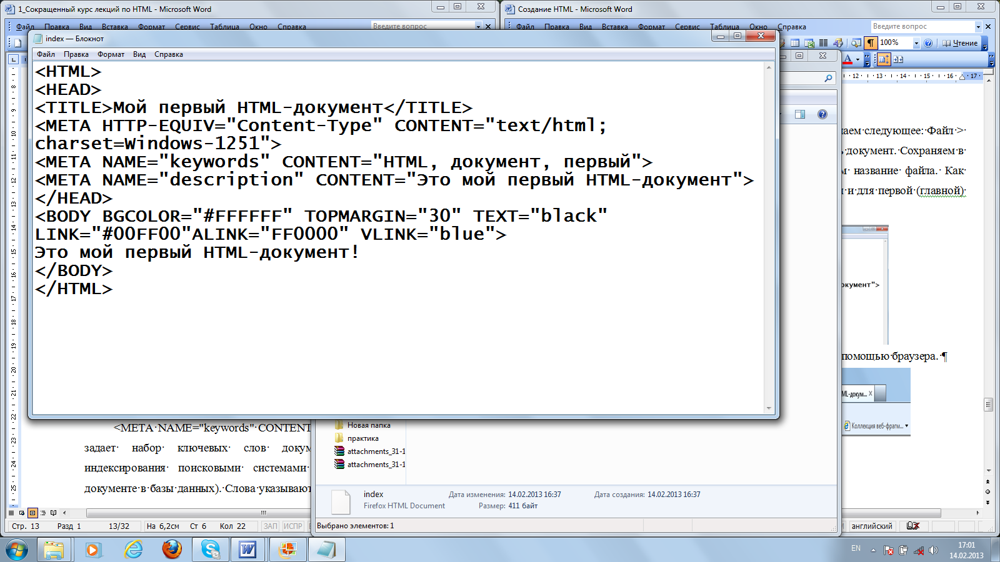 1_Сокращенный курс лекций по HTML - Microsoft Word
Создание HTML - Microsoft Word
Файл Правка Вид Вставка Формат Сервис Таблица Окно Справка
Введите вопрос
Файл Правка Вид Вставка Формат Сервис Таблица Окно Справка
Введите вопрос
100%
Чтение
index — Блокнот
Файл Правка Формат Вид Справка
<HTML>
<HEAD>
<TITLE>Мой первый HTML-документ</TITLE>
<META HTTP-EQUIV="Content-Type" CONTENT="text/html;
charset=Windows-1251">
<META NAME="keywords" CONTENT="HTML, документ, первый">
<META NAME="description" CONTENT="Это мой первый HTML-документ">
</HEAD>
<BODY BGCOLOR="#FFFFFF" TOPMARGIN="30" TEXT="black"
LINK="#00FF00"ALINK="FF0000" VLINK="blue">
Это мой первый HTML-документ!
</BODY>
</HTML>
12 13 14 15 16 17
аем следующее: Файл >
документ. Сохраняем в
м название файла. Как
и для первой (главной)
окумент">
помощью браузера. ¶
ML-докум...
Коллекция веб-фрагм...
<META NAME="keywords" CONTENT
задает набор ключевых слов докум
индексирования поисковыми системами
документе в базы данных). Слова указывают
Новая папка
практика
attachments_31-1
attachments_31-1
index
Firefox HTML Document
Дата изменения: 14.02.2013 16:37
Размер: 411 байт
Дата создания: 14.02.2013 16:37
Выбрано элементов: 1
Стр. 13 Разд 1 13/32 На 6,2см Ст 6 Кол 22 ЗАП ИСПР
английский
EN
17:01
14.02.2013